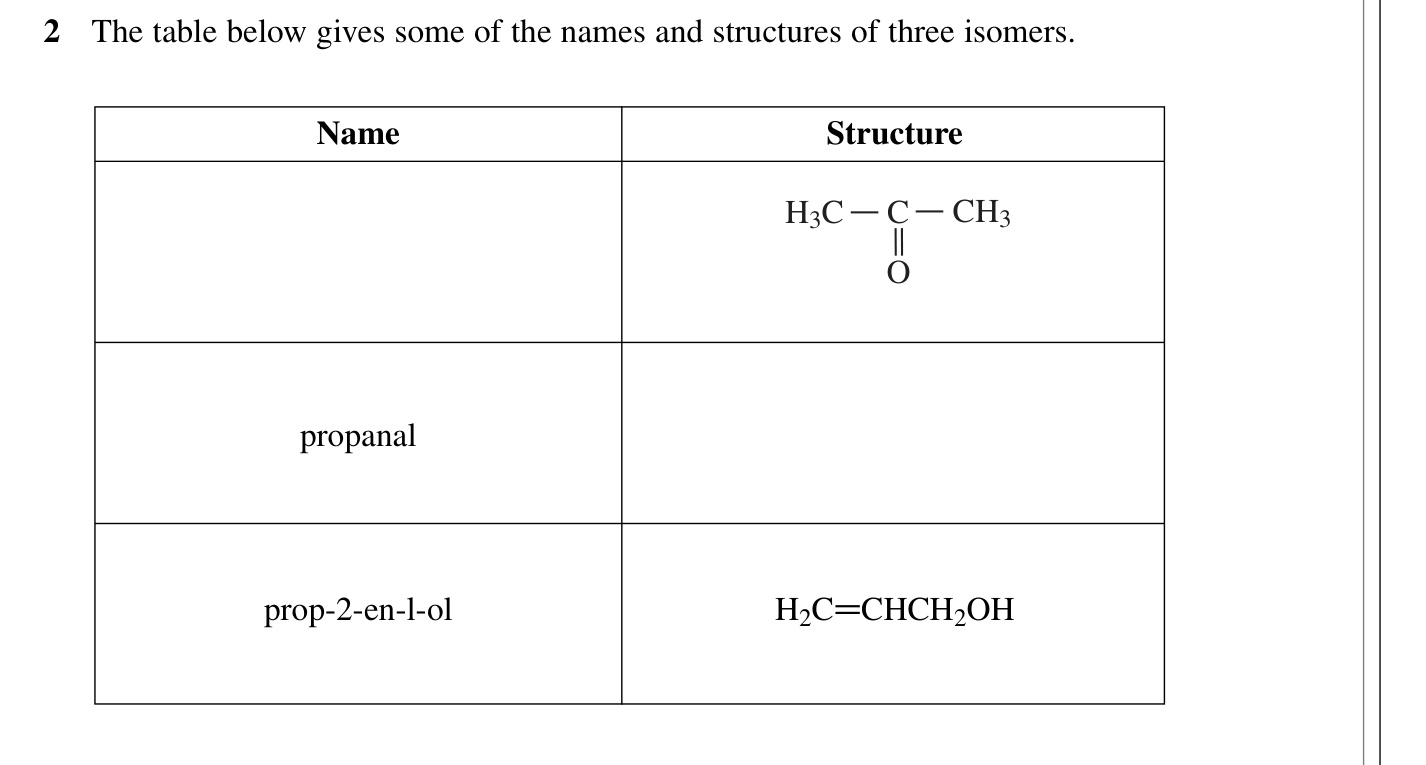 2 The table below gives some of the names and structures of three isomers.
Name Structure
H₃C — C — CH₃
||
O
propanal
prop-2-en-l-ol H₂C=CHCH₂OH